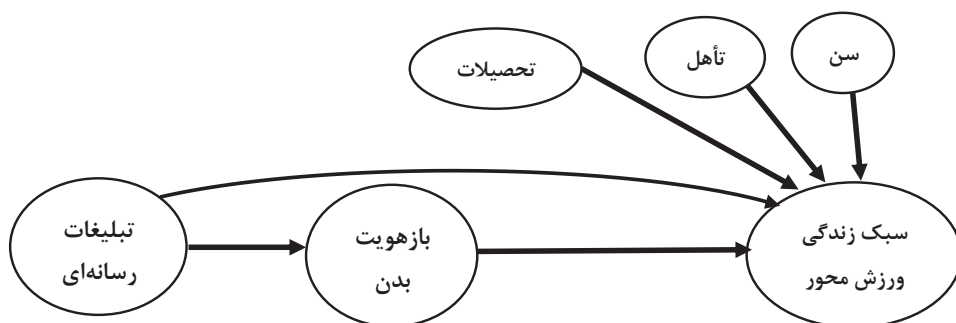 سن
تأهل
تحصیلات
تبلیغات
رسانه‌ای
بازهویت
بدن
سبک زندگی
ورزش محور